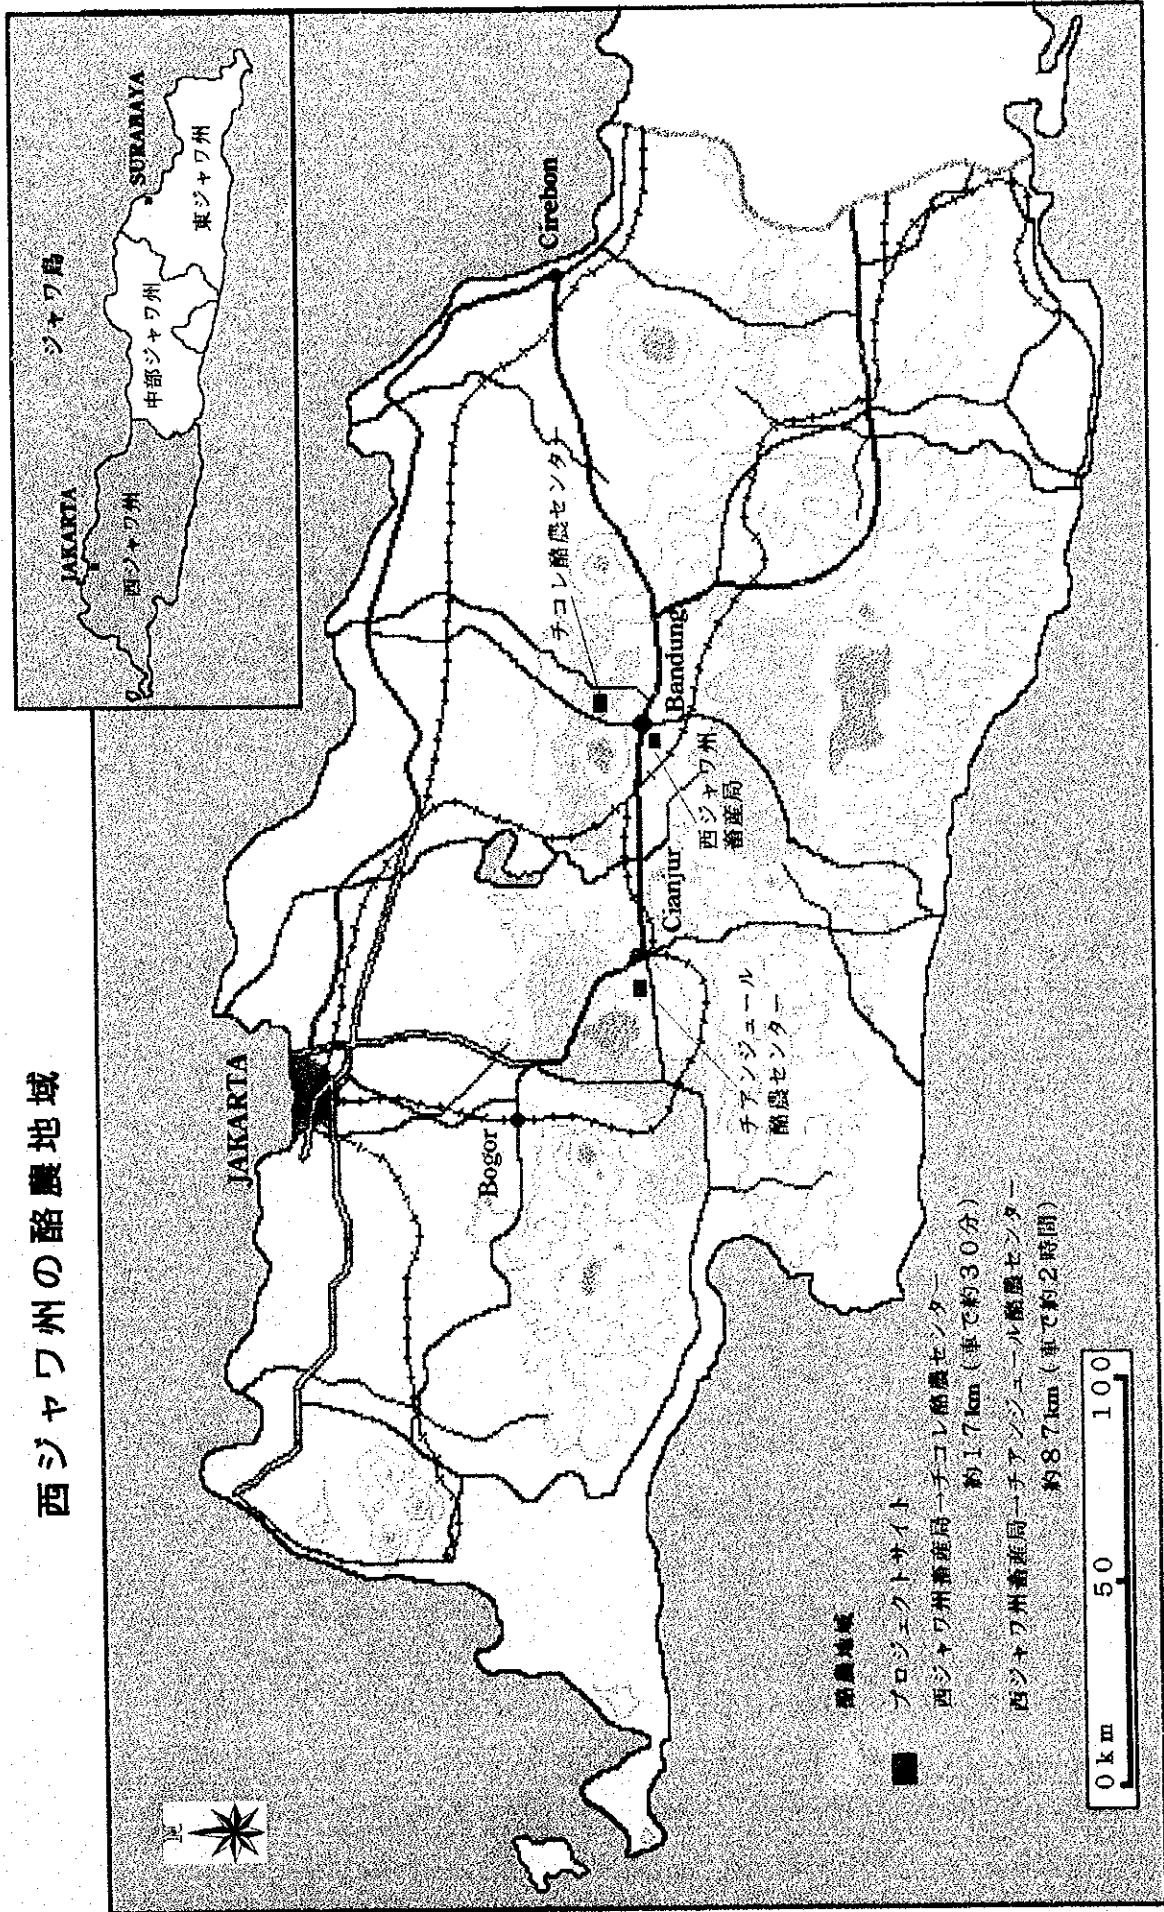 西ジャワ州の酪農地域
ジャワ島
JAKARTA
SURABAYA
西ジャワ州
中部ジャワ州
東ジャワ州
N
JAKARTA
Cirebon
チコレ酪農センター
Bogor
Bandung
西ジャワ州
畜産局
Cianjur
チアンジュール
酪農センター
酪農地域
プロジェクトサイト
西ジャワ州畜産局―チコレ酪農センター
約17km(車で約30分)
西ジャワ州畜産局―チアンジュール酪農センター
約87km(車で約2時間)
0km 50 100